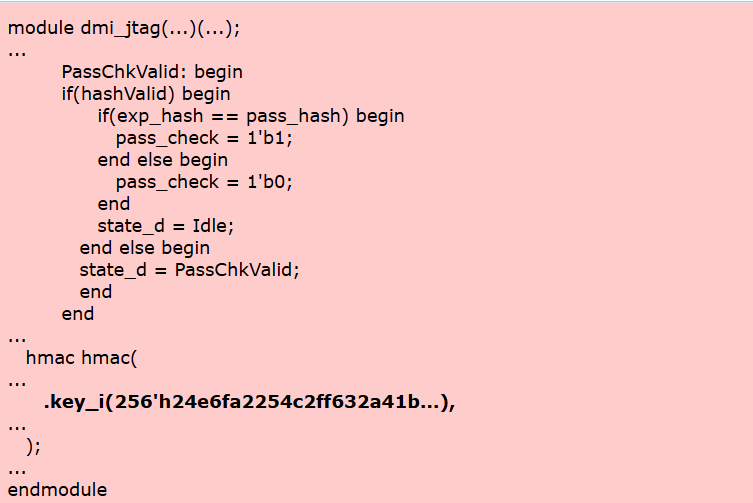 module dmi_jtag(...)(...);
...
PassChkValid: begin
if(hashValid) begin
if(exp_hash == pass_hash) begin
pass_check = 1'b1;
end else begin
pass_check = 1'b0;
end
state_d = Idle;
end else begin
state_d = PassChkValid;
end
end
...
hmac hmac(
...
.key_i(256'h24e6fa2254c2ff632a41b...),
...
);
...
endmodule